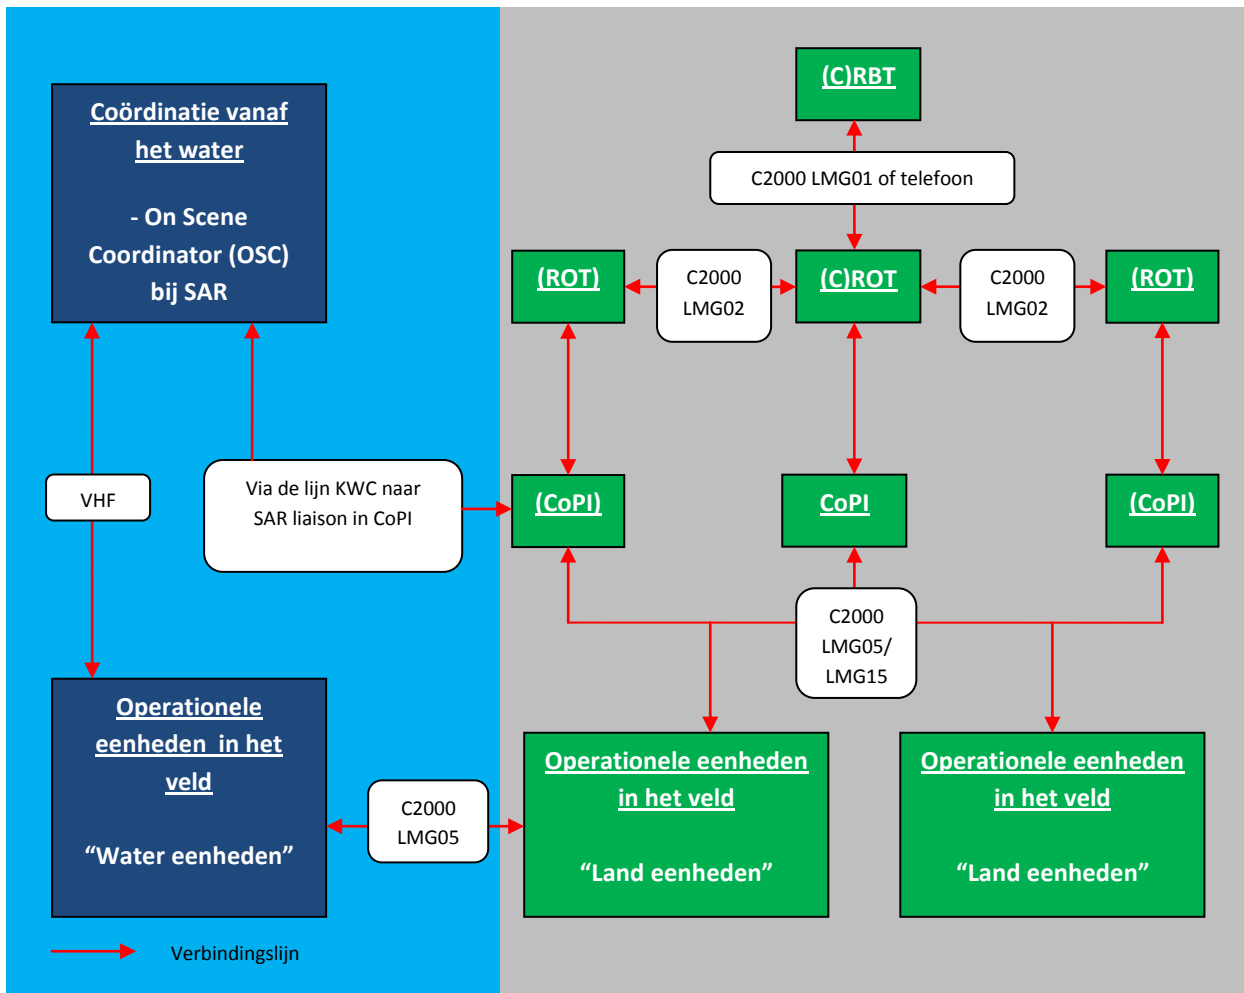 Coördinatie vanaf
het water
- On Scene
Coordinator (OSC)
bij SAR
(C)RBT
C2000 LMG01 of telefoon
(ROT)
C2000
LMG02
(C)ROT
C2000
LMG02
(ROT)
VHF
Via de lijn KWC naar
SAR liaison in CoPI
(CoPI)
CoPI
(CoPI)
C2000
LMG05/
LMG15
Operationele
eenheden in het
veld
"Water eenheden"
C2000
LMG05
Operationele eenheden
in het veld
"Land eenheden"
Operationele eenheden
in het veld
"Land eenheden"
Verbindingslijn